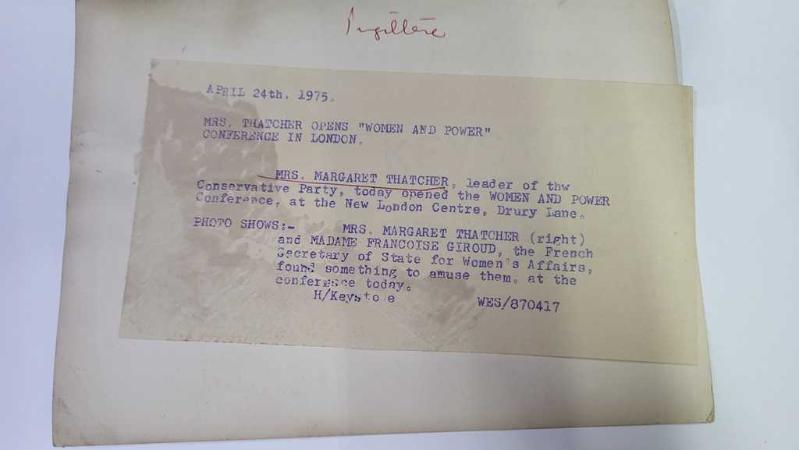 APRIL 24th. 1975.
MRS. THATCHER OPENS "WOMEN AND POWER"
CONFERENCE IN LONDON.
MRS. MARGARET THATCHER, leader of thw
Conservative Party, today opened the WOMEN AND POWER
Conference, at the New London Centre, Drury Lane.
PHOTO SHOWS:- MRS. MARGARET THATCHER (right)
and MADAME FRANCOISE GIROUD, the French
Secretary of State for Women's Affairs,
found something to amuse them, at the
conference today.
H/Keystone WES/870417